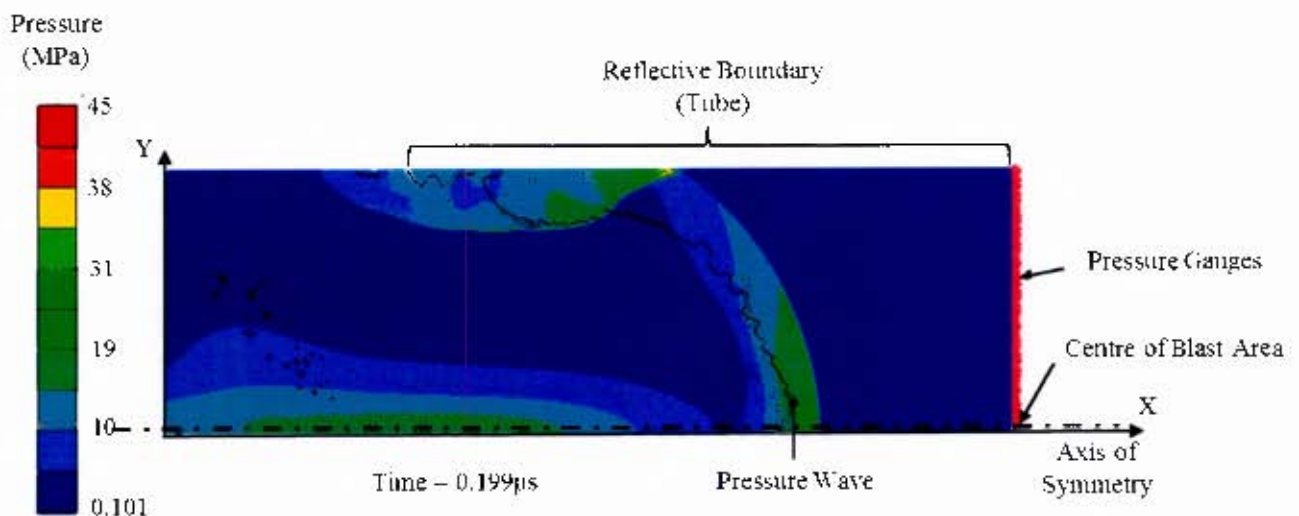 Pressure
(MPa)
Reflective Boundary
(Tube)
45
Y
38
31
Pressure Gauges
19
Centre of Blast Area
X
10
Axis of
Symmetry
Time – 0.199μs
Pressure Wave
0.101